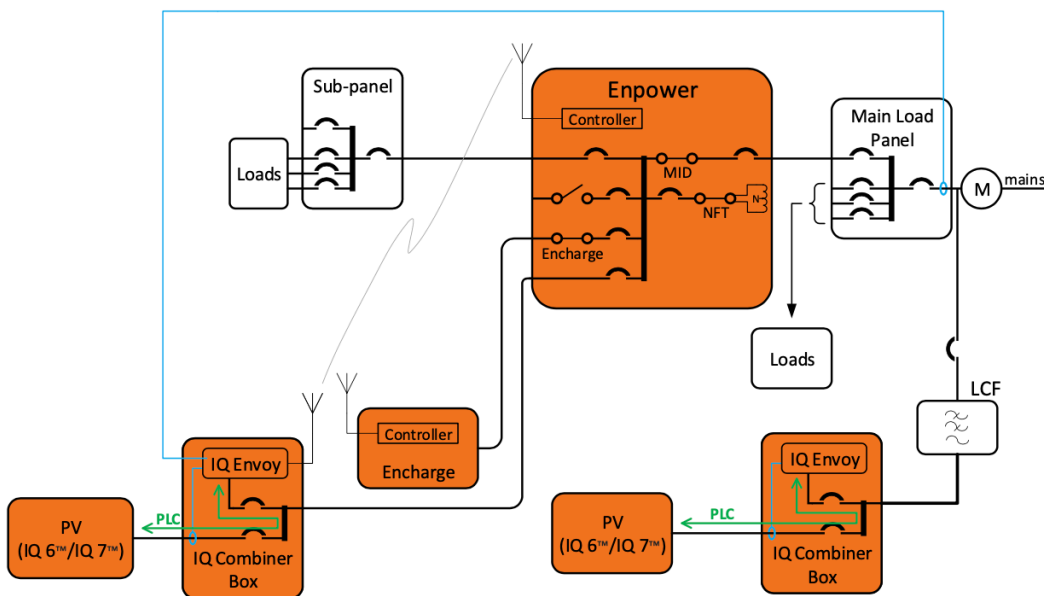 Sub-panel
Loads
Enpower
Controller
MID
N
NFT
Encharge
Main Load
Panel
M
mains
Loads
LCF
Controller
Encharge
IQ Envoy
PLC
PV
(IQ 6™/IQ 7™)
IQ Combiner
Box
IQ Envoy
PLC
PV
(IQ 6™/IQ 7™)
IQ Combiner
Box